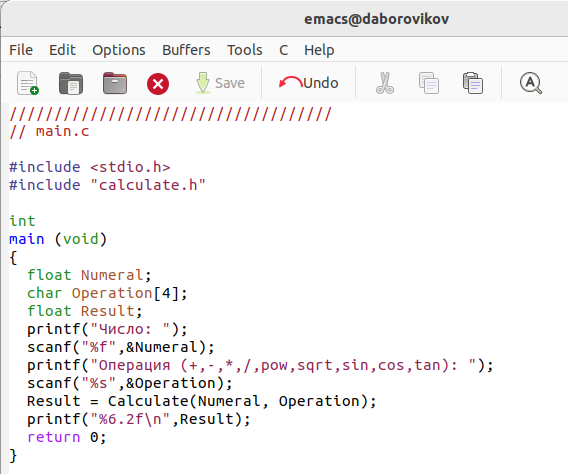 emacs@daborovikov
File Edit Options Buffers Tools C Help
Save Undo
////////////////////////////////////
// main.c
#include <stdio.h>
#include "calculate.h"
int
main (void)
{
  float Numeral;
  char Operation[4];
  float Result;
  printf("Число: ");
  scanf("%f",&Numeral);
  printf("Операция (+,-,*,/,pow,sqrt,sin,cos,tan): ");
  scanf("%s",&Operation);
  Result = Calculate(Numeral, Operation);
  printf("%6.2f\n",Result);
  return 0;
}